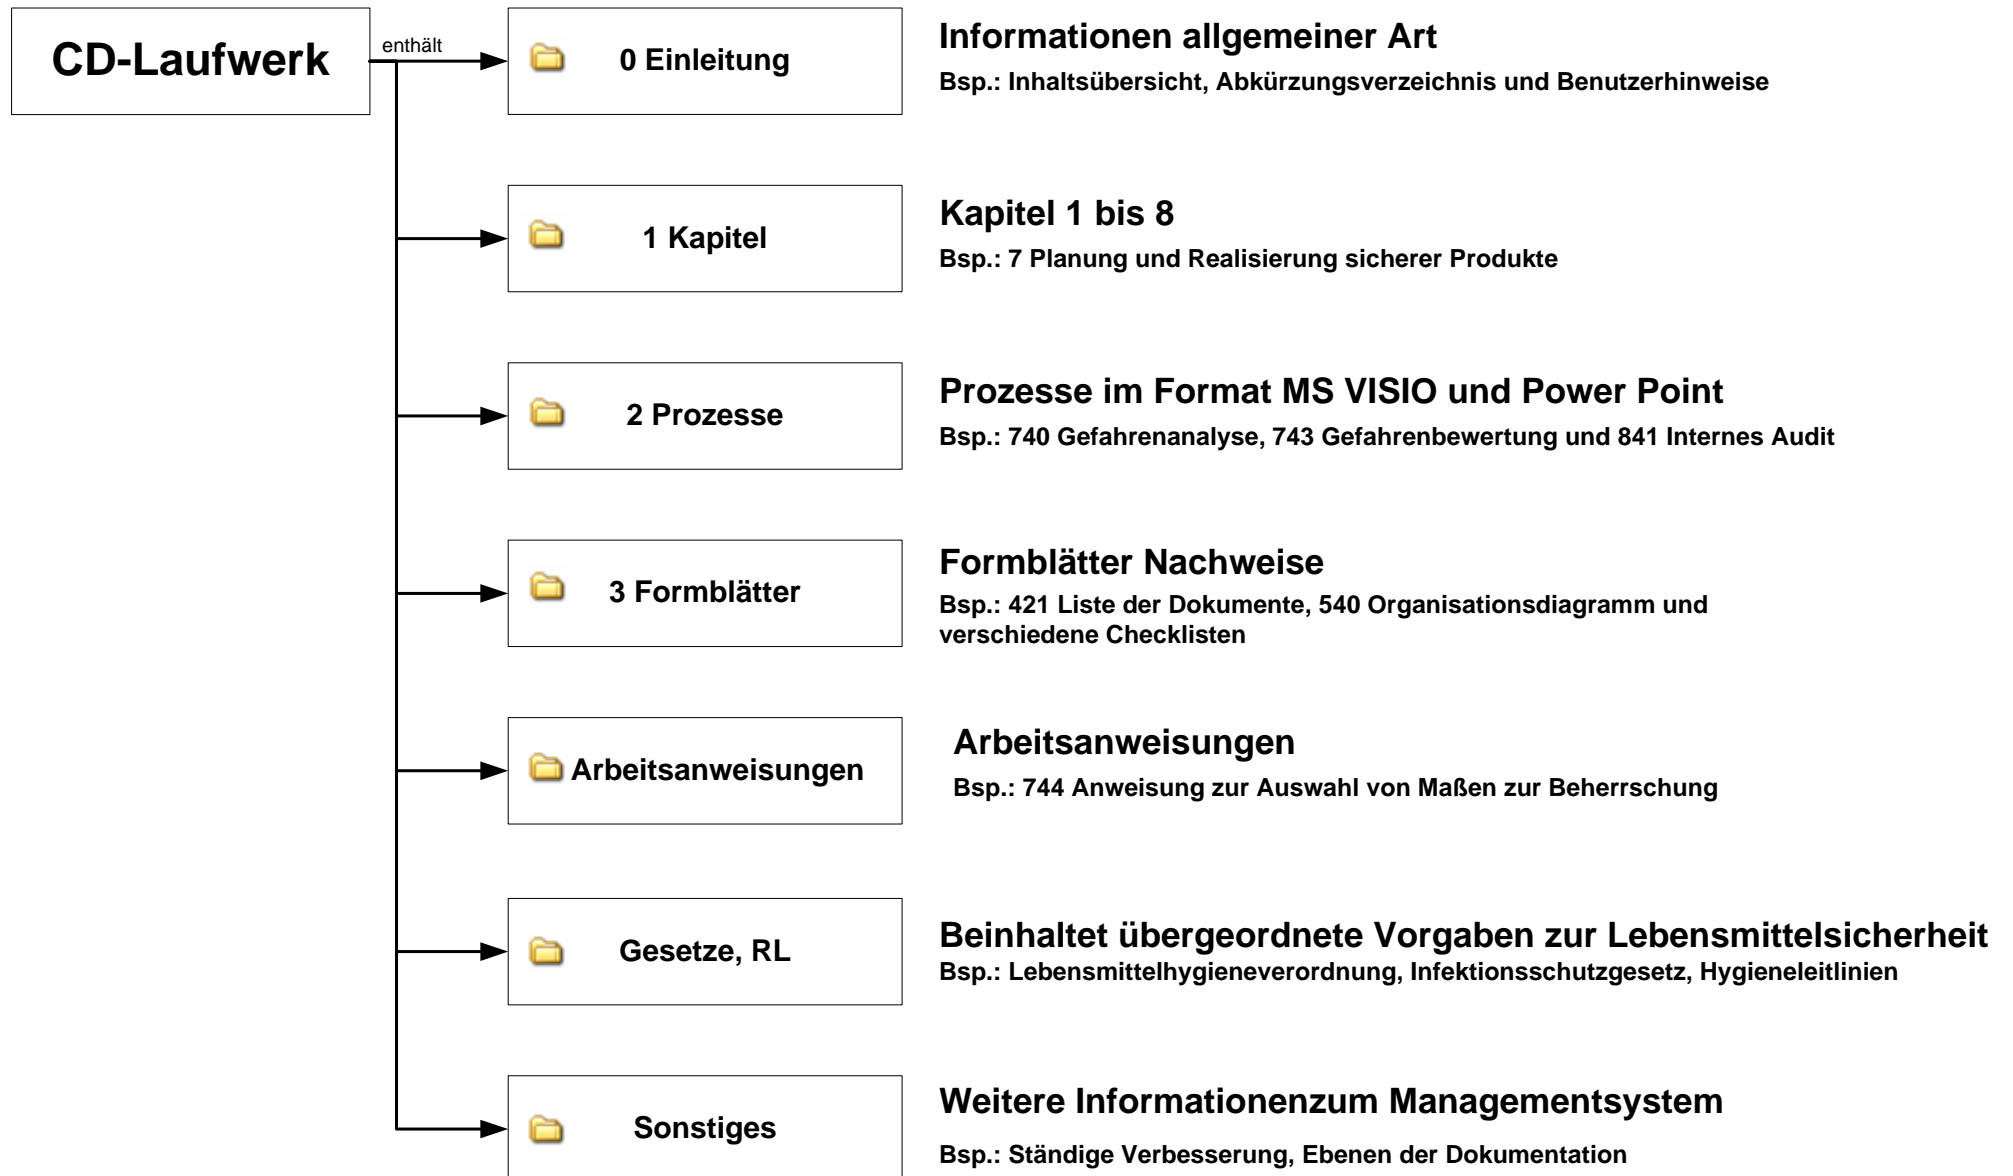 CD-Laufwerk
enthält
0 Einleitung
Informationen allgemeiner Art
Bsp.: Inhaltsübersicht, Abkürzungsverzeichnis und Benutzerhinweise
1 Kapitel
Kapitel 1 bis 8
Bsp.: 7 Planung und Realisierung sicherer Produkte
2 Prozesse
Prozesse im Format MS VISIO und Power Point
Bsp.: 740 Gefahrenanalyse, 743 Gefahrenbewertung und 841 Internes Audit
3 Formblätter
Formblätter Nachweise
Bsp.: 421 Liste der Dokumente, 540 Organisationsdiagramm und
verschiedene Checklisten
Arbeitsanweisungen
Arbeitsanweisungen
Bsp.: 744 Anweisung zur Auswahl von Maßen zur Beherrschung
Gesetze, RL
Beinhaltet übergeordnete Vorgaben zur Lebensmittelsicherheit
Bsp.: Lebensmittelhygieneverordnung, Infektionsschutzgesetz, Hygieneleitlinien
Sonstiges
Weitere Informationenzum Managementsystem
Bsp.: Ständige Verbesserung, Ebenen der Dokumentation